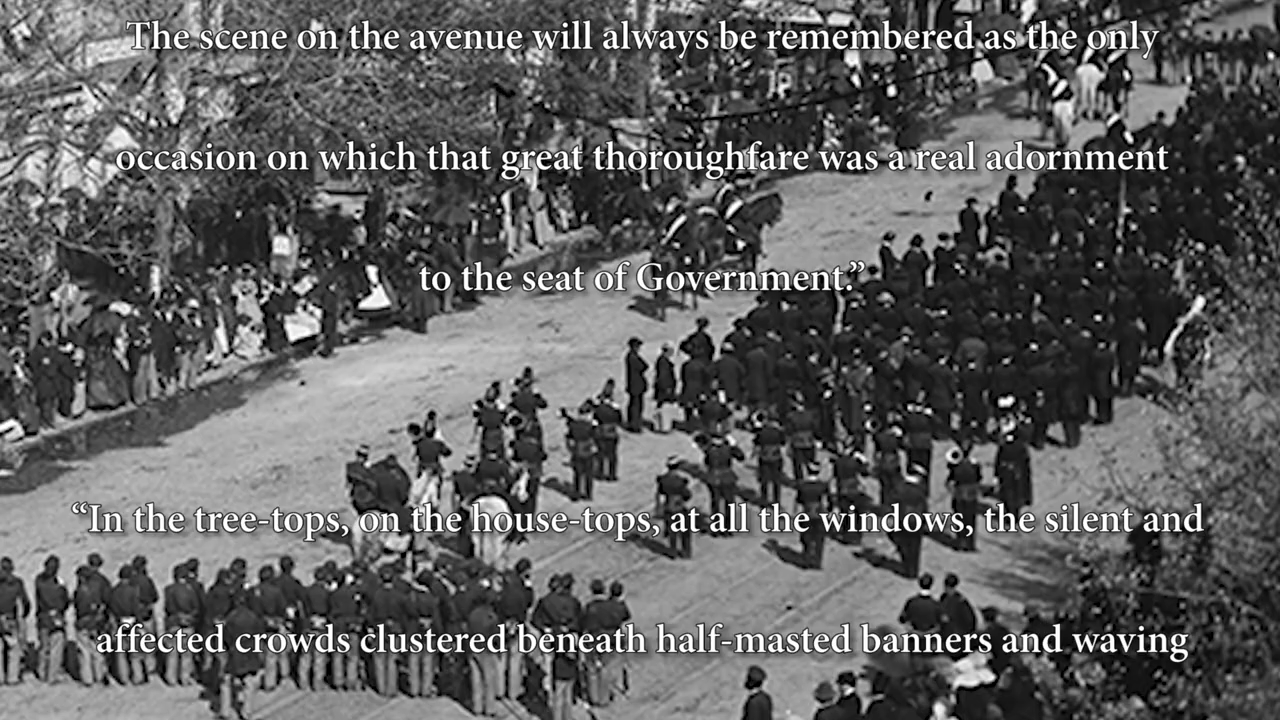 The scene on the avenue will always be remembered as the only
occasion on which that great thoroughfare was a real adornment
to the seat of Government.”
“In the tree-tops, on the house-tops, at all the windows, the silent and
affected crowds clustered beneath half-masted banners and waving